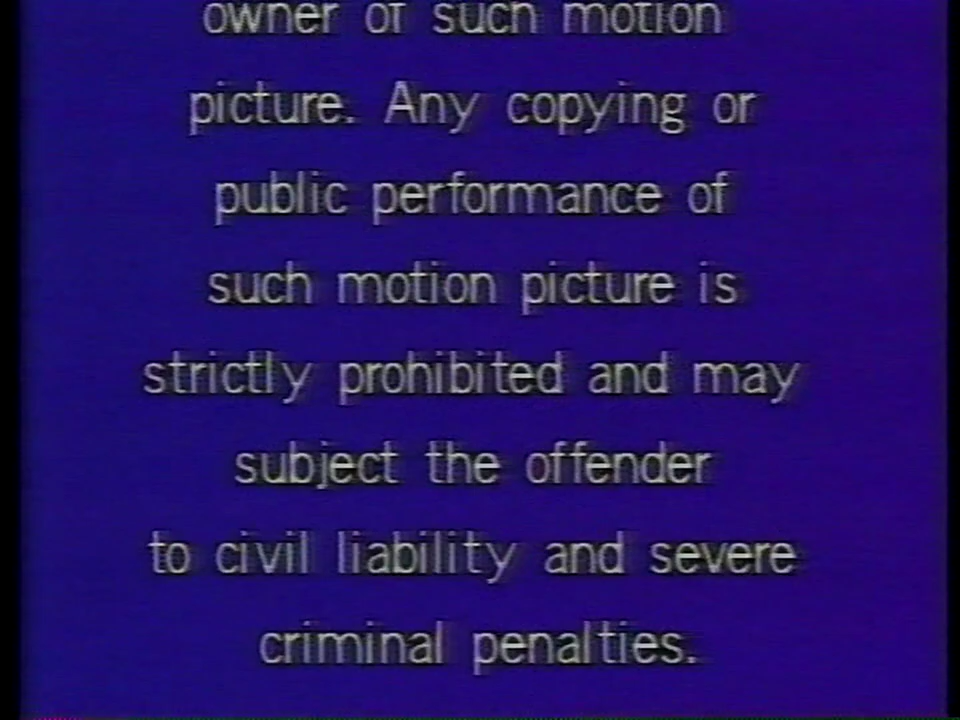 owner of such motion
picture. Any copying or
public performance of
such motion picture is
strictly prohibited and may
subject the offender
to civil liability and severe
criminal penalties.